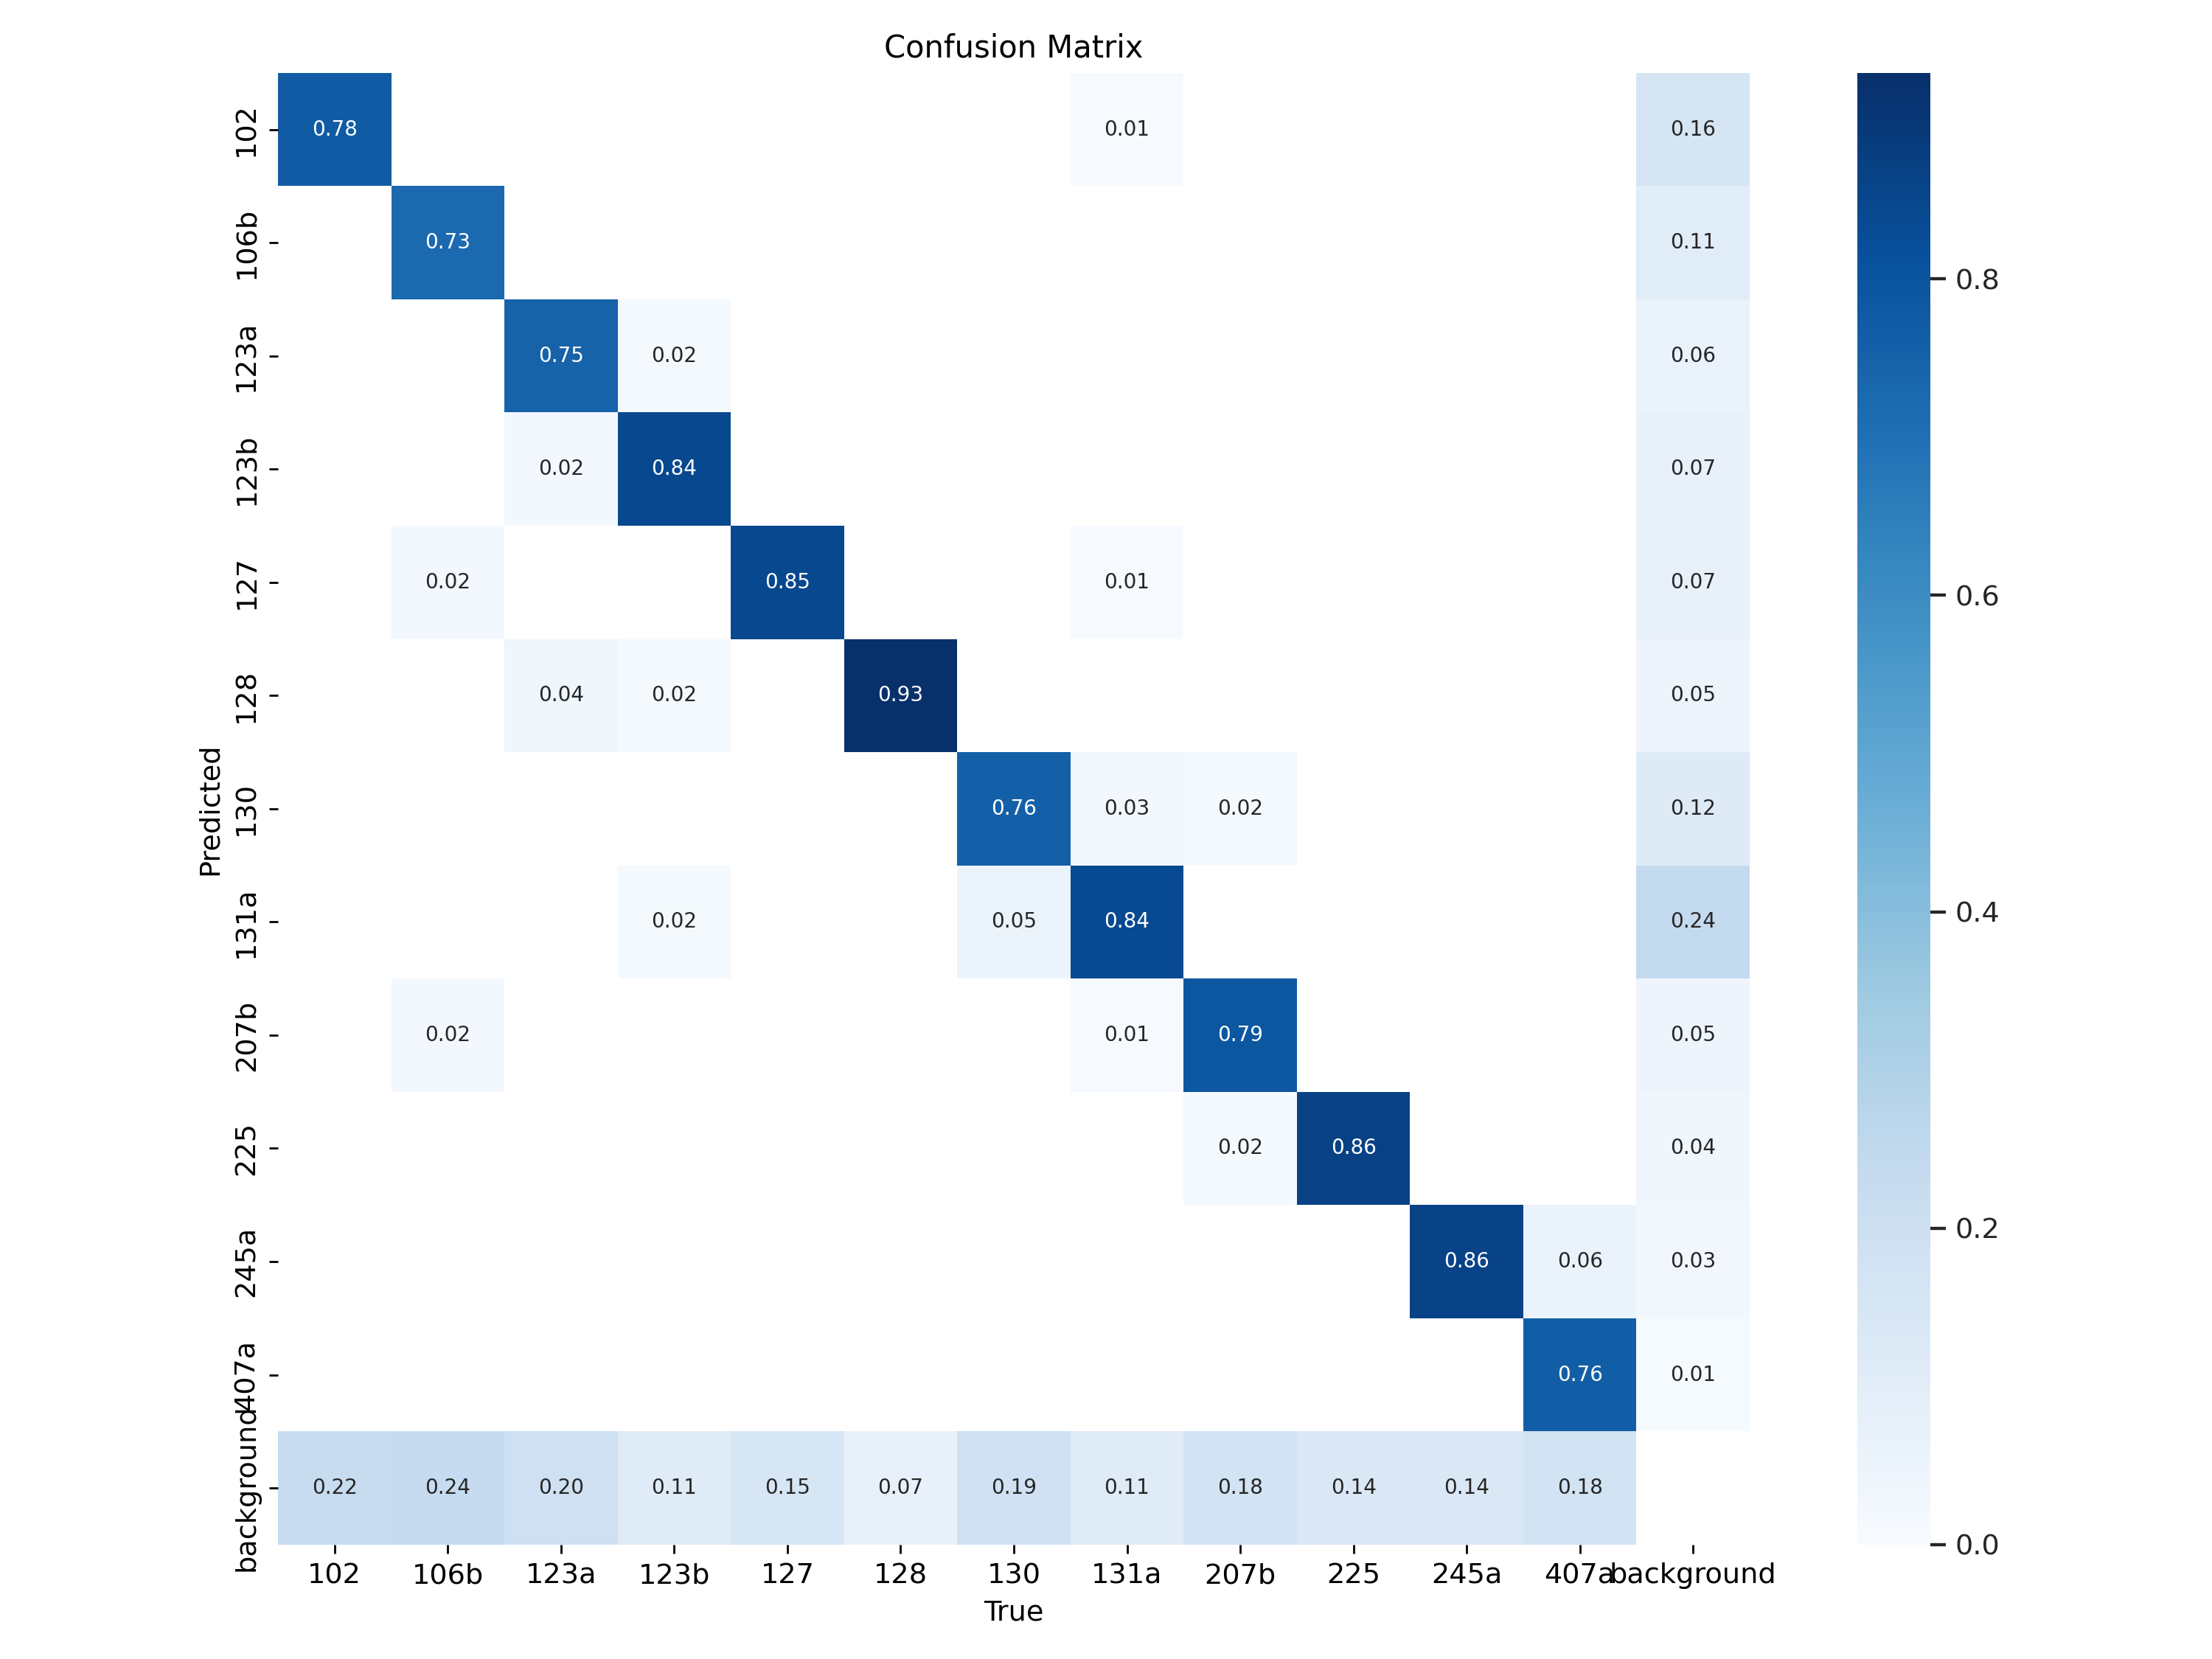 Confusion Matrix
102 0.78 0.01 0.16
106b 0.73 0.11
0.8
123a 0.75 0.02 0.06
123b 0.02 0.84 0.07
127 0.02 0.85 0.01 0.07
0.6
128 0.04 0.02 0.93 0.05
Predicted
130 0.76 0.03 0.02 0.12
131a 0.02 0.05 0.84 0.24
0.4
207b 0.02 0.01 0.79 0.05
225 0.02 0.86 0.04
0.2
245a 0.86 0.06 0.03
407a 0.76 0.01
background 0.22 0.24 0.20 0.11 0.15 0.07 0.19 0.11 0.18 0.14 0.14 0.18
0.0
102 106b 123a 123b 127 128 130 131a 207b 225 245a 407a background
True